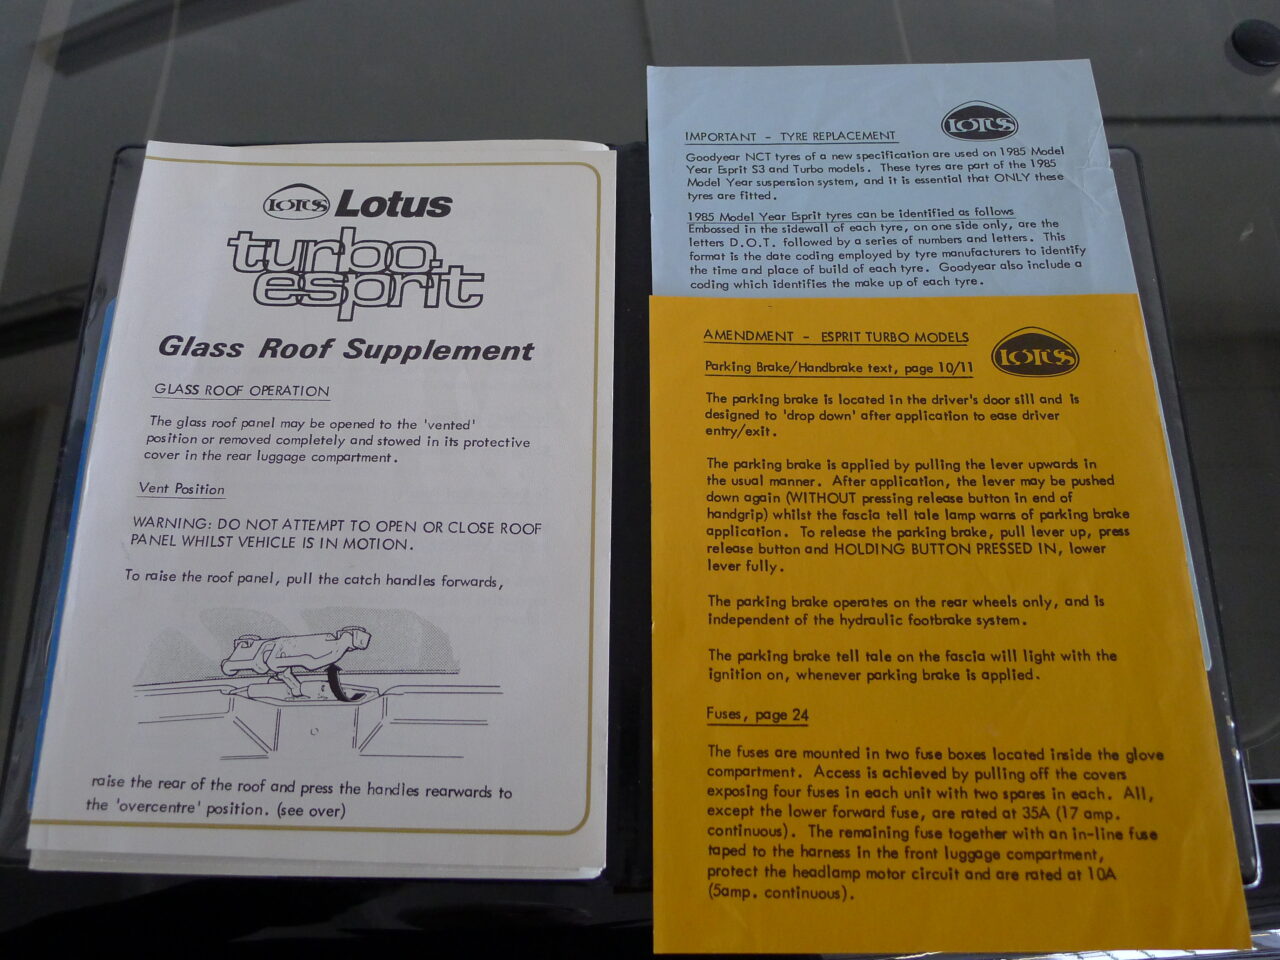 LOTUS Lotus
turbo
esprit
Glass Roof Supplement
GLASS ROOF OPERATION
The glass roof panel may be opened to the 'vented'
position or removed completely and stowed in its protective
cover in the rear luggage compartment.
Vent Position
WARNING: DO NOT ATTEMPT TO OPEN OR CLOSE ROOF
PANEL WHILST VEHICLE IS IN MOTION.
To raise the roof panel, pull the catch handles forwards,
raise the rear of the roof and press the handles rearwards to
the 'overcentre' position. (see over)
LOTUS
IMPORTANT - TYRE REPLACEMENT
Goodyear NCT tyres of a new specification are used on 1985 Model
Year Esprit S3 and Turbo models. These tyres are part of the 1985
Model Year suspension system, and it is essential that ONLY these
tyres are fitted.
1985 Model Year Esprit tyres can be identified as follows
Embossed in the sidewall of each tyre, on one side only, are the
letters D.O.T. followed by a series of numbers and letters. This
format is the date coding employed by tyre manufacturers to identify
the time and place of build of each tyre. Goodyear also include a
coding which identifies the make up of each tyre.
AMENDMENT - ESPRIT TURBO MODELS
LOTUS
Parking Brake/Handbrake text, page 10/11
The parking brake is located in the driver's door sill and is
designed to 'drop down' after application to ease driver
entry/exit.
The parking brake is applied by pulling the lever upwards in
the usual manner. After application, the lever may be pushed
down again (WITHOUT pressing release button in end of
handgrip) whilst the fascia tell tale lamp warns of parking brake
application. To release the parking brake, pull lever up, press
release button and HOLDING BUTTON PRESSED IN, lower
lever fully.
The parking brake operates on the rear wheels only, and is
independent of the hydraulic footbrake system.
The parking brake tell tale on the fascia will light with the
ignition on, whenever parking brake is applied.
Fuses, page 24
The fuses are mounted in two fuse boxes located inside the glove
compartment. Access is achieved by pulling off the covers
exposing four fuses in each unit with two spares in each. All,
except the lower forward fuse, are rated at 35A (17 amp.
continuous). The remaining fuse together with an in-line fuse
taped to the harness in the front luggage compartment,
protect the headlamp motor circuit and are rated at 10A
(5amp. continuous).